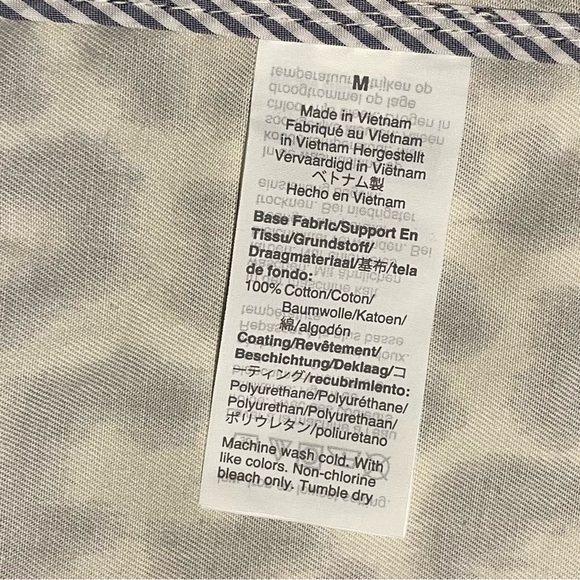 M
Made in Vietnam
Fabriqué au Vietnam
in Vietnam Hergestellt
Vervaardigd in Viëtnam
ベトナム製
Hecho en Vietnam
Base Fabric/Support En
Tissu/Grundstoff/
Draagmateriaal/基布/tela
de fondo:
100% Cotton/Coton/
Baumwolle/Katoen/
綿/algodón
Coating/Revêtement/
Beschichtung/Deklaag/コ
ーティング/recubrimiento:
Polyurethane/Polyuréthane/
Polyurethan/Polyurethaan/
ポリウレタン/poliuretano
Machine wash cold. With
like colors. Non-chlorine
bleach only. Tumble dry